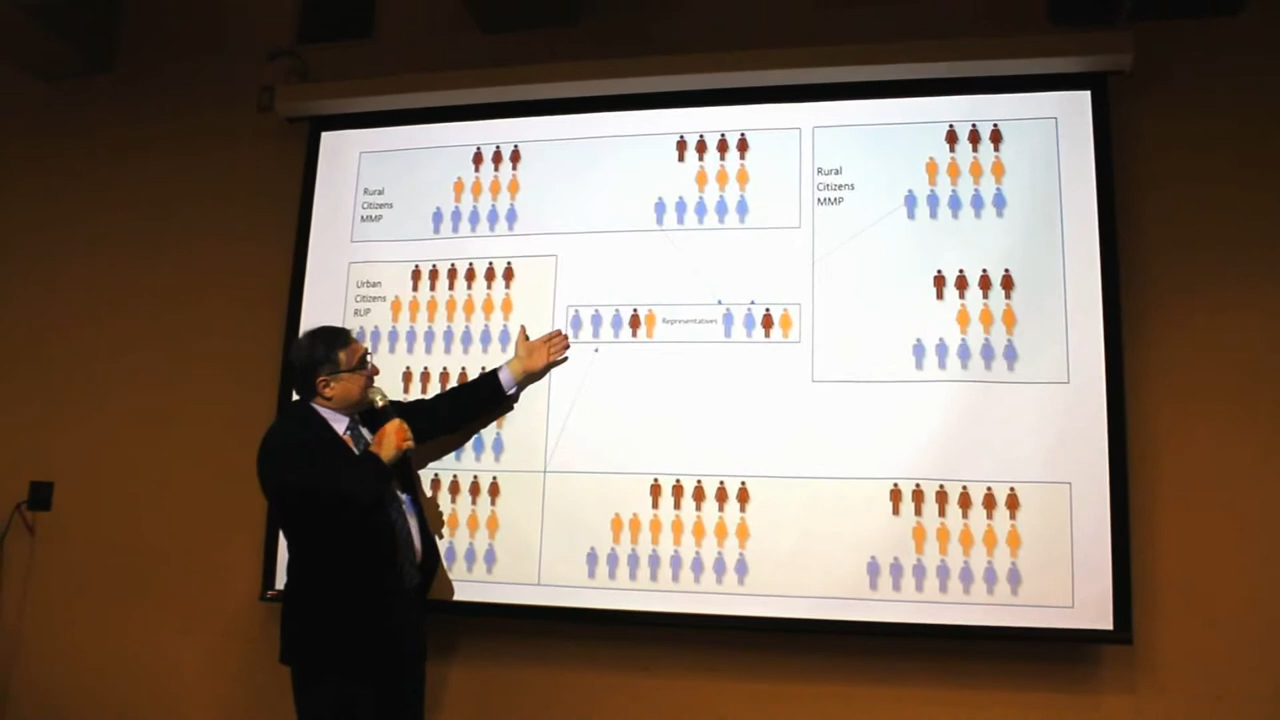 Rural
Citizens
MMP
Rural
Citizens
MMP
Urban
Citizens
RUP
Representatives